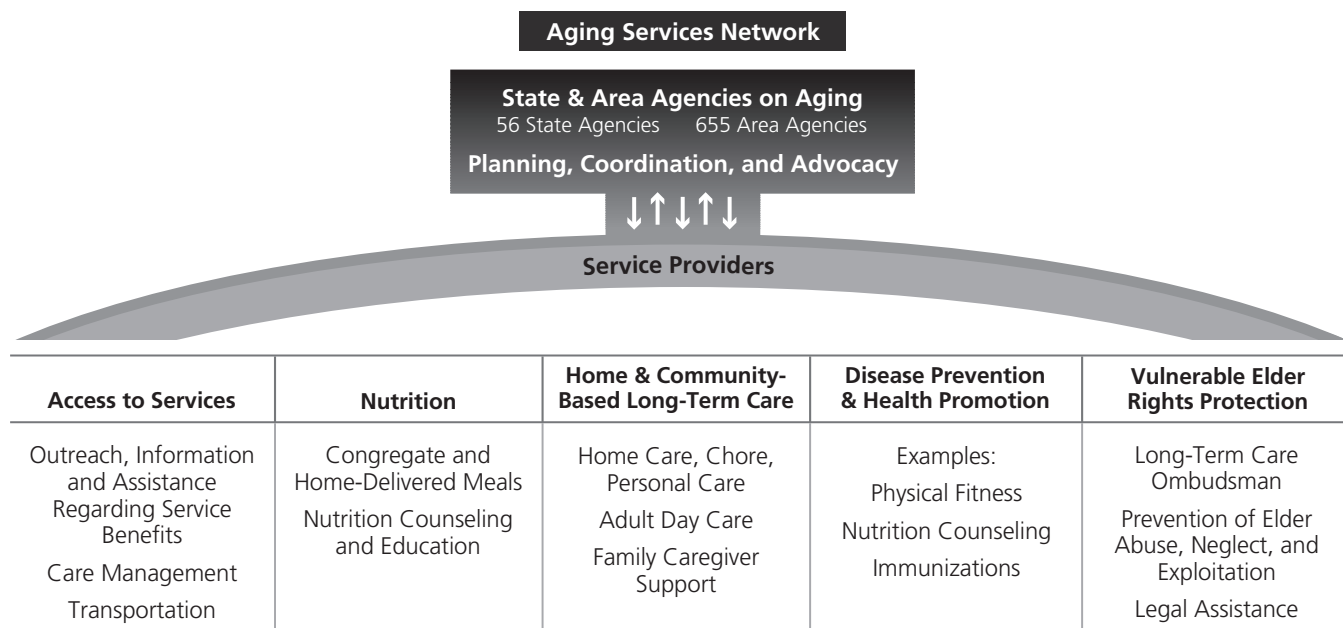 Aging Services Network
State & Area Agencies on Aging
56 State Agencies 655 Area Agencies
Planning, Coordination, and Advocacy
↓↑↓↑↓
Service Providers
Access to Services
Outreach, Information
and Assistance
Regarding Service
Benefits
Care Management
Transportation
Nutrition
Congregate and
Home-Delivered Meals
Nutrition Counseling
and Education
Home & Community-
Based Long-Term Care
Home Care, Chore,
Personal Care
Adult Day Care
Family Caregiver
Support
Disease Prevention
& Health Promotion
Examples:
Physical Fitness
Nutrition Counseling
Immunizations
Vulnerable Elder
Rights Protection
Long-Term Care
Ombudsman
Prevention of Elder
Abuse, Neglect, and
Exploitation
Legal Assistance